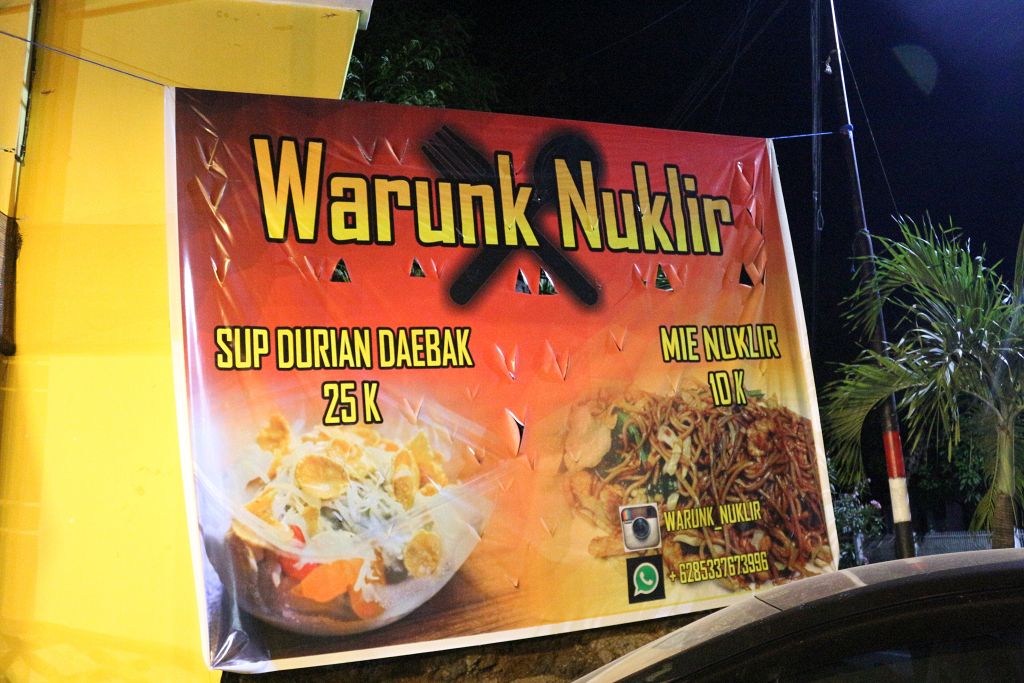 Warunk Nuklir
SUP DURIAN DAEBAK
25 K
MIE NUKLIR
10 K
WARUNK_NUKLIR
+ 6285337673996